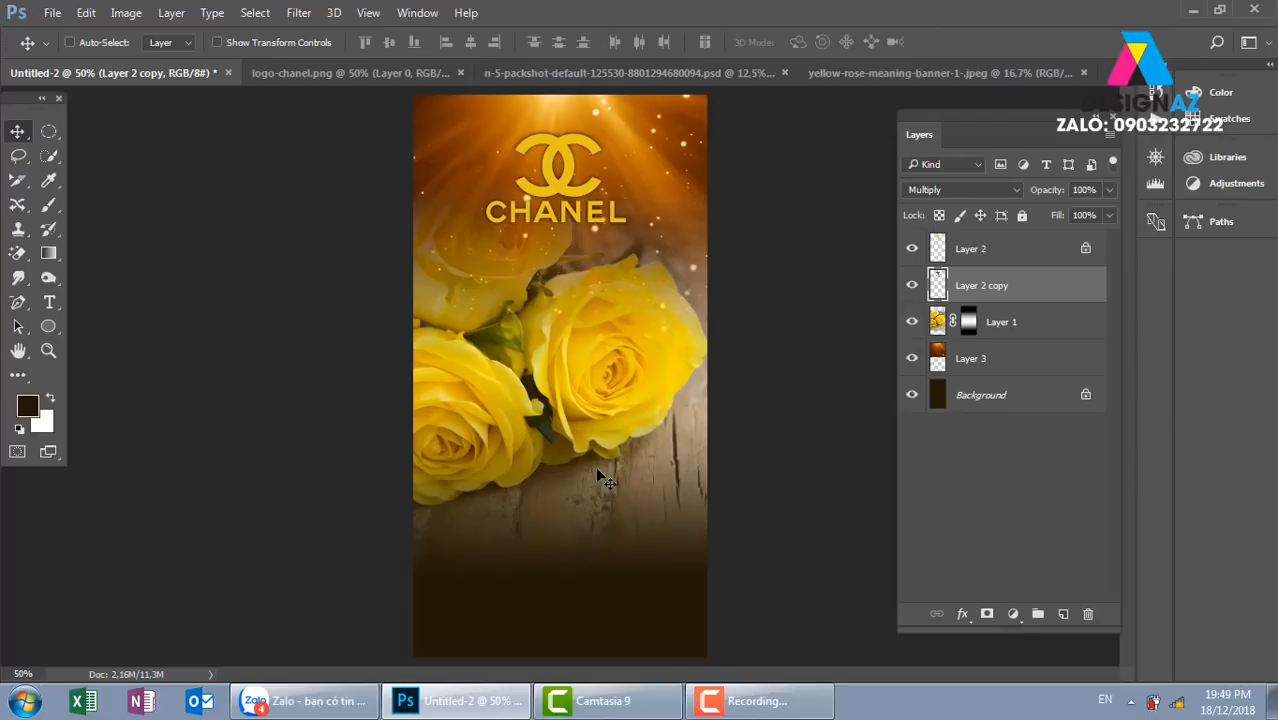 Ps File Edit Image Layer Type Select Filter 3D View Window Help
Auto-Select: Layer Show Transform Controls 3D Mode:
Untitled-2 @ 50% (Layer 2 copy, RGB/8#) * logo-chanel.png @ 50% (Layer 0, RGB/... n-5-packshot-default-125530-8801294680094.psd @ 12,5%... yellow-rose-meaning-banner-1-.jpeg @ 16,7% (RG/...
DESIGNAZ
ZALO: 0903232722
Color
Swatches
Libraries
Adjustments
Paths
Layers
Kind
Multiply Opacity: 100%
Lock: Fill: 100%
Layer 2
Layer 2 copy
Layer 1
Layer 3
Background
CHANEL
50% Doc: 2,16M/11,3M
Zalo - bạn có tin ... Untitled-2 @ 50% ... Camtasia 9 Recording... EN 19:49 PM
18/12/2018